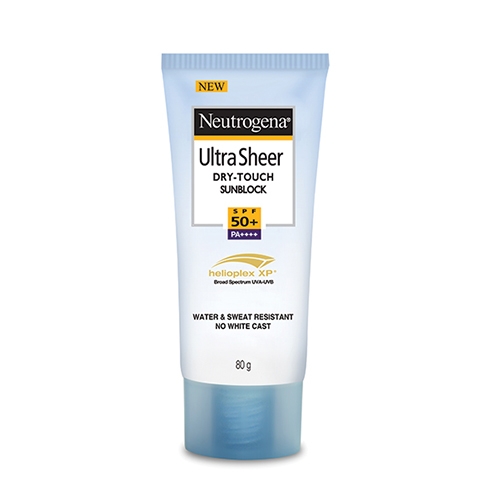 NEW
Neutrogena®
Ultra Sheer
DRY-TOUCH
SUNBLOCK
SPF
50+
PA++++
helioplex XP®
Broad Spectrum UVA-UVB
WATER & SWEAT RESISTANT
NO WHITE CAST
80 g